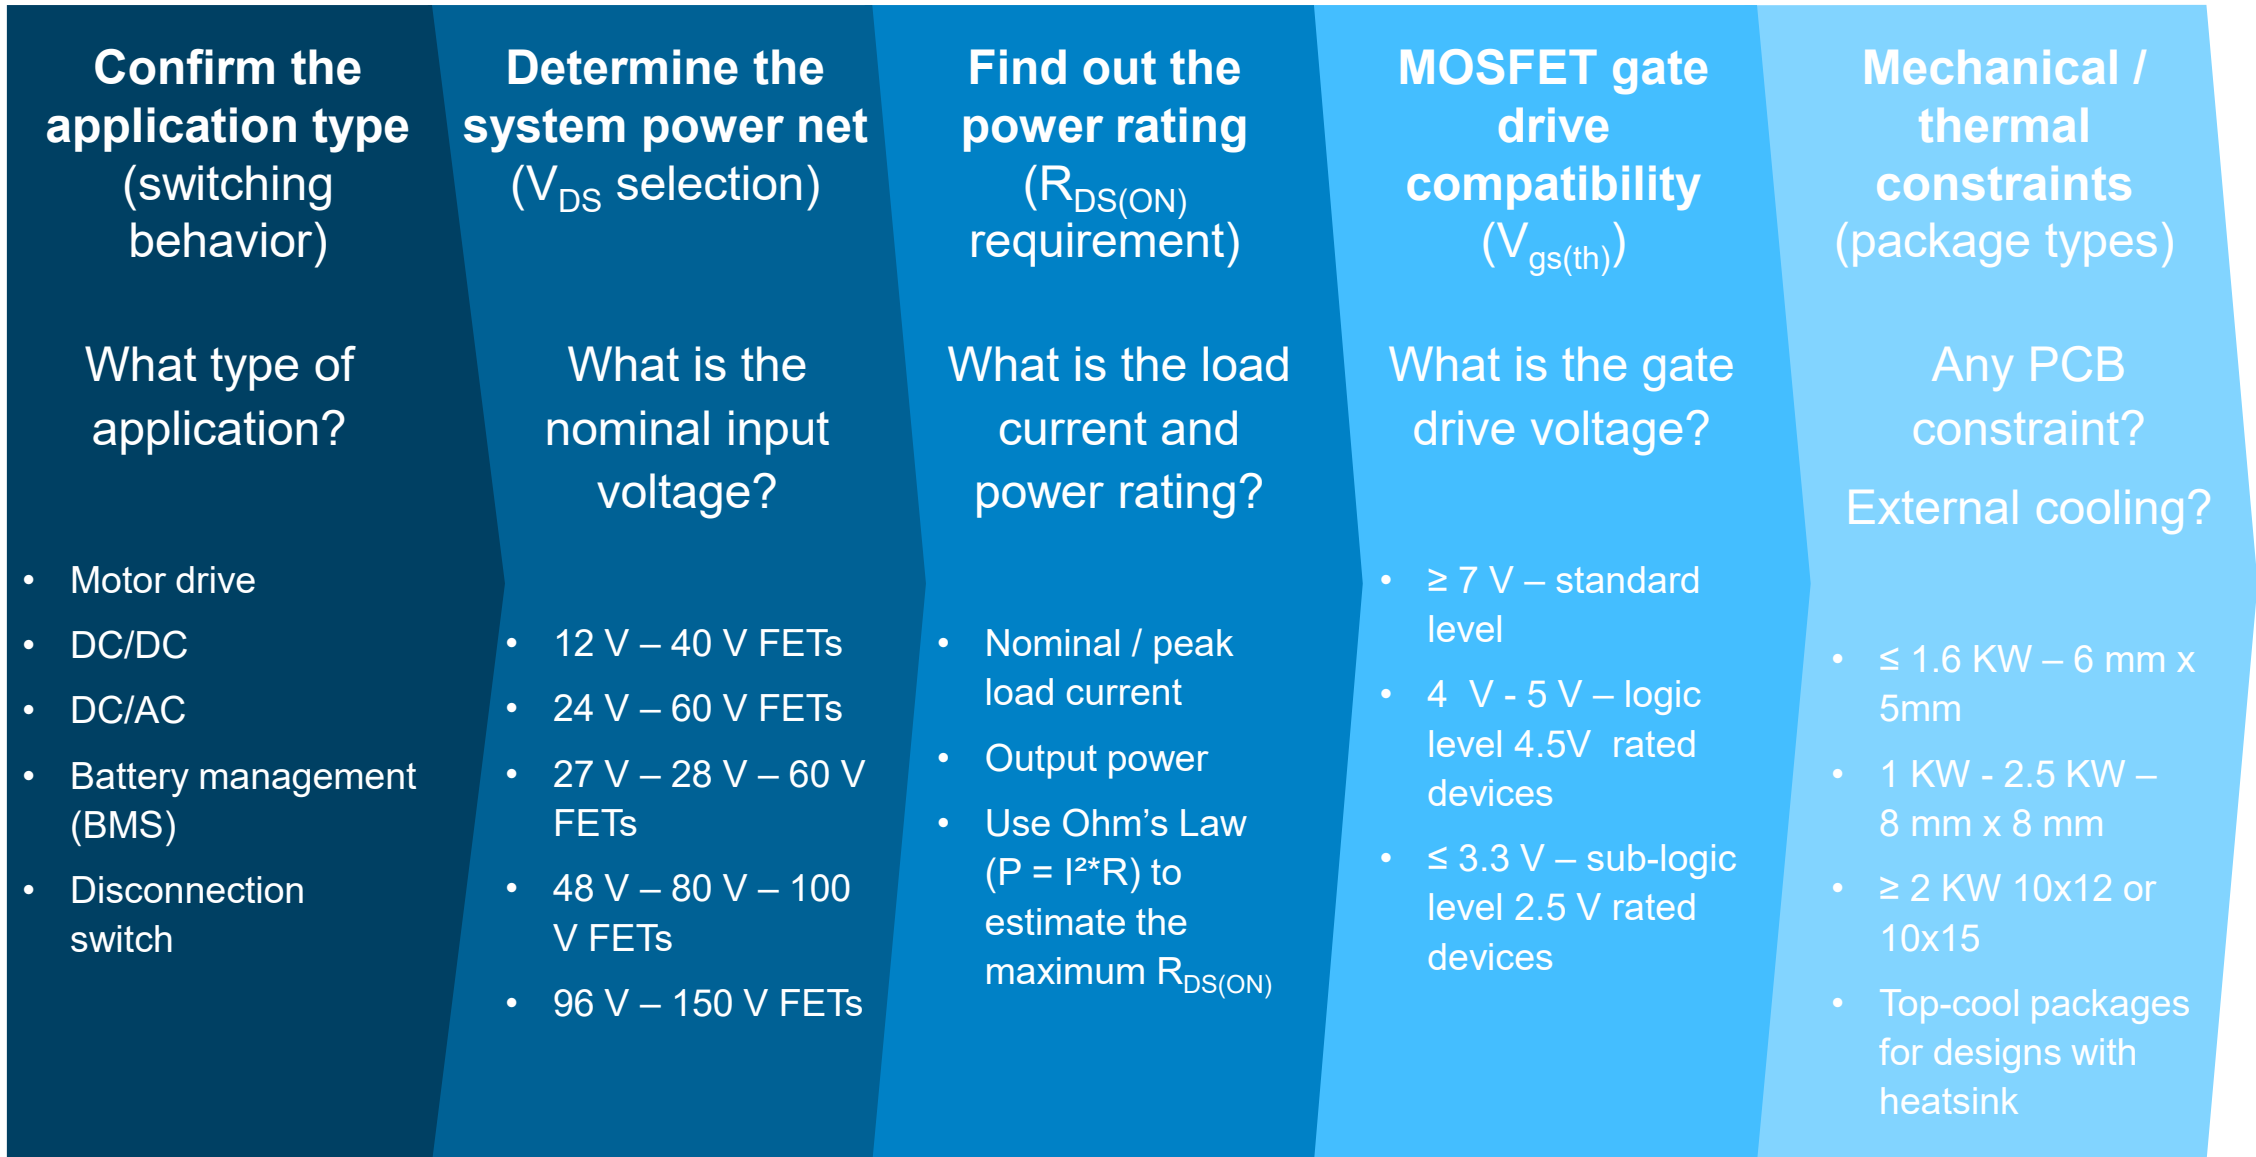 Confirm the
application type
(switching
behavior)
What type of
application?
• Motor drive
• DC/DC
• DC/AC
• Battery management
(BMS)
• Disconnection
switch
Determine the
system power net
(VDS selection)
What is the
nominal input
voltage?
• 12 V – 40 V FETs
• 24 V – 60 V FETs
• 27 V – 28 V – 60 V
FETs
• 48 V – 80 V – 100
V FETs
• 96 V – 150 V FETs
Find out the
power rating
(RDS(ON)
requirement)
What is the load
current and
power rating?
• Nominal / peak
load current
• Output power
• Use Ohm’s Law
(P = I²*R) to
estimate the
maximum RDS(ON)
MOSFET gate
drive
compatibility
(Vgs(th))
What is the gate
drive voltage?
• ≥ 7 V – standard
level
• 4  V - 5 V – logic
level 4.5V  rated
devices
• ≤ 3.3 V – sub-logic
level 2.5 V rated
devices
Mechanical /
thermal
constraints
(package types)
Any PCB
constraint?
External cooling?
• ≤ 1.6 KW – 6 mm x
5mm
• 1 KW - 2.5 KW –
8 mm x 8 mm
• ≥ 2 KW 10x12 or
10x15
• Top-cool packages
for designs with
heatsink